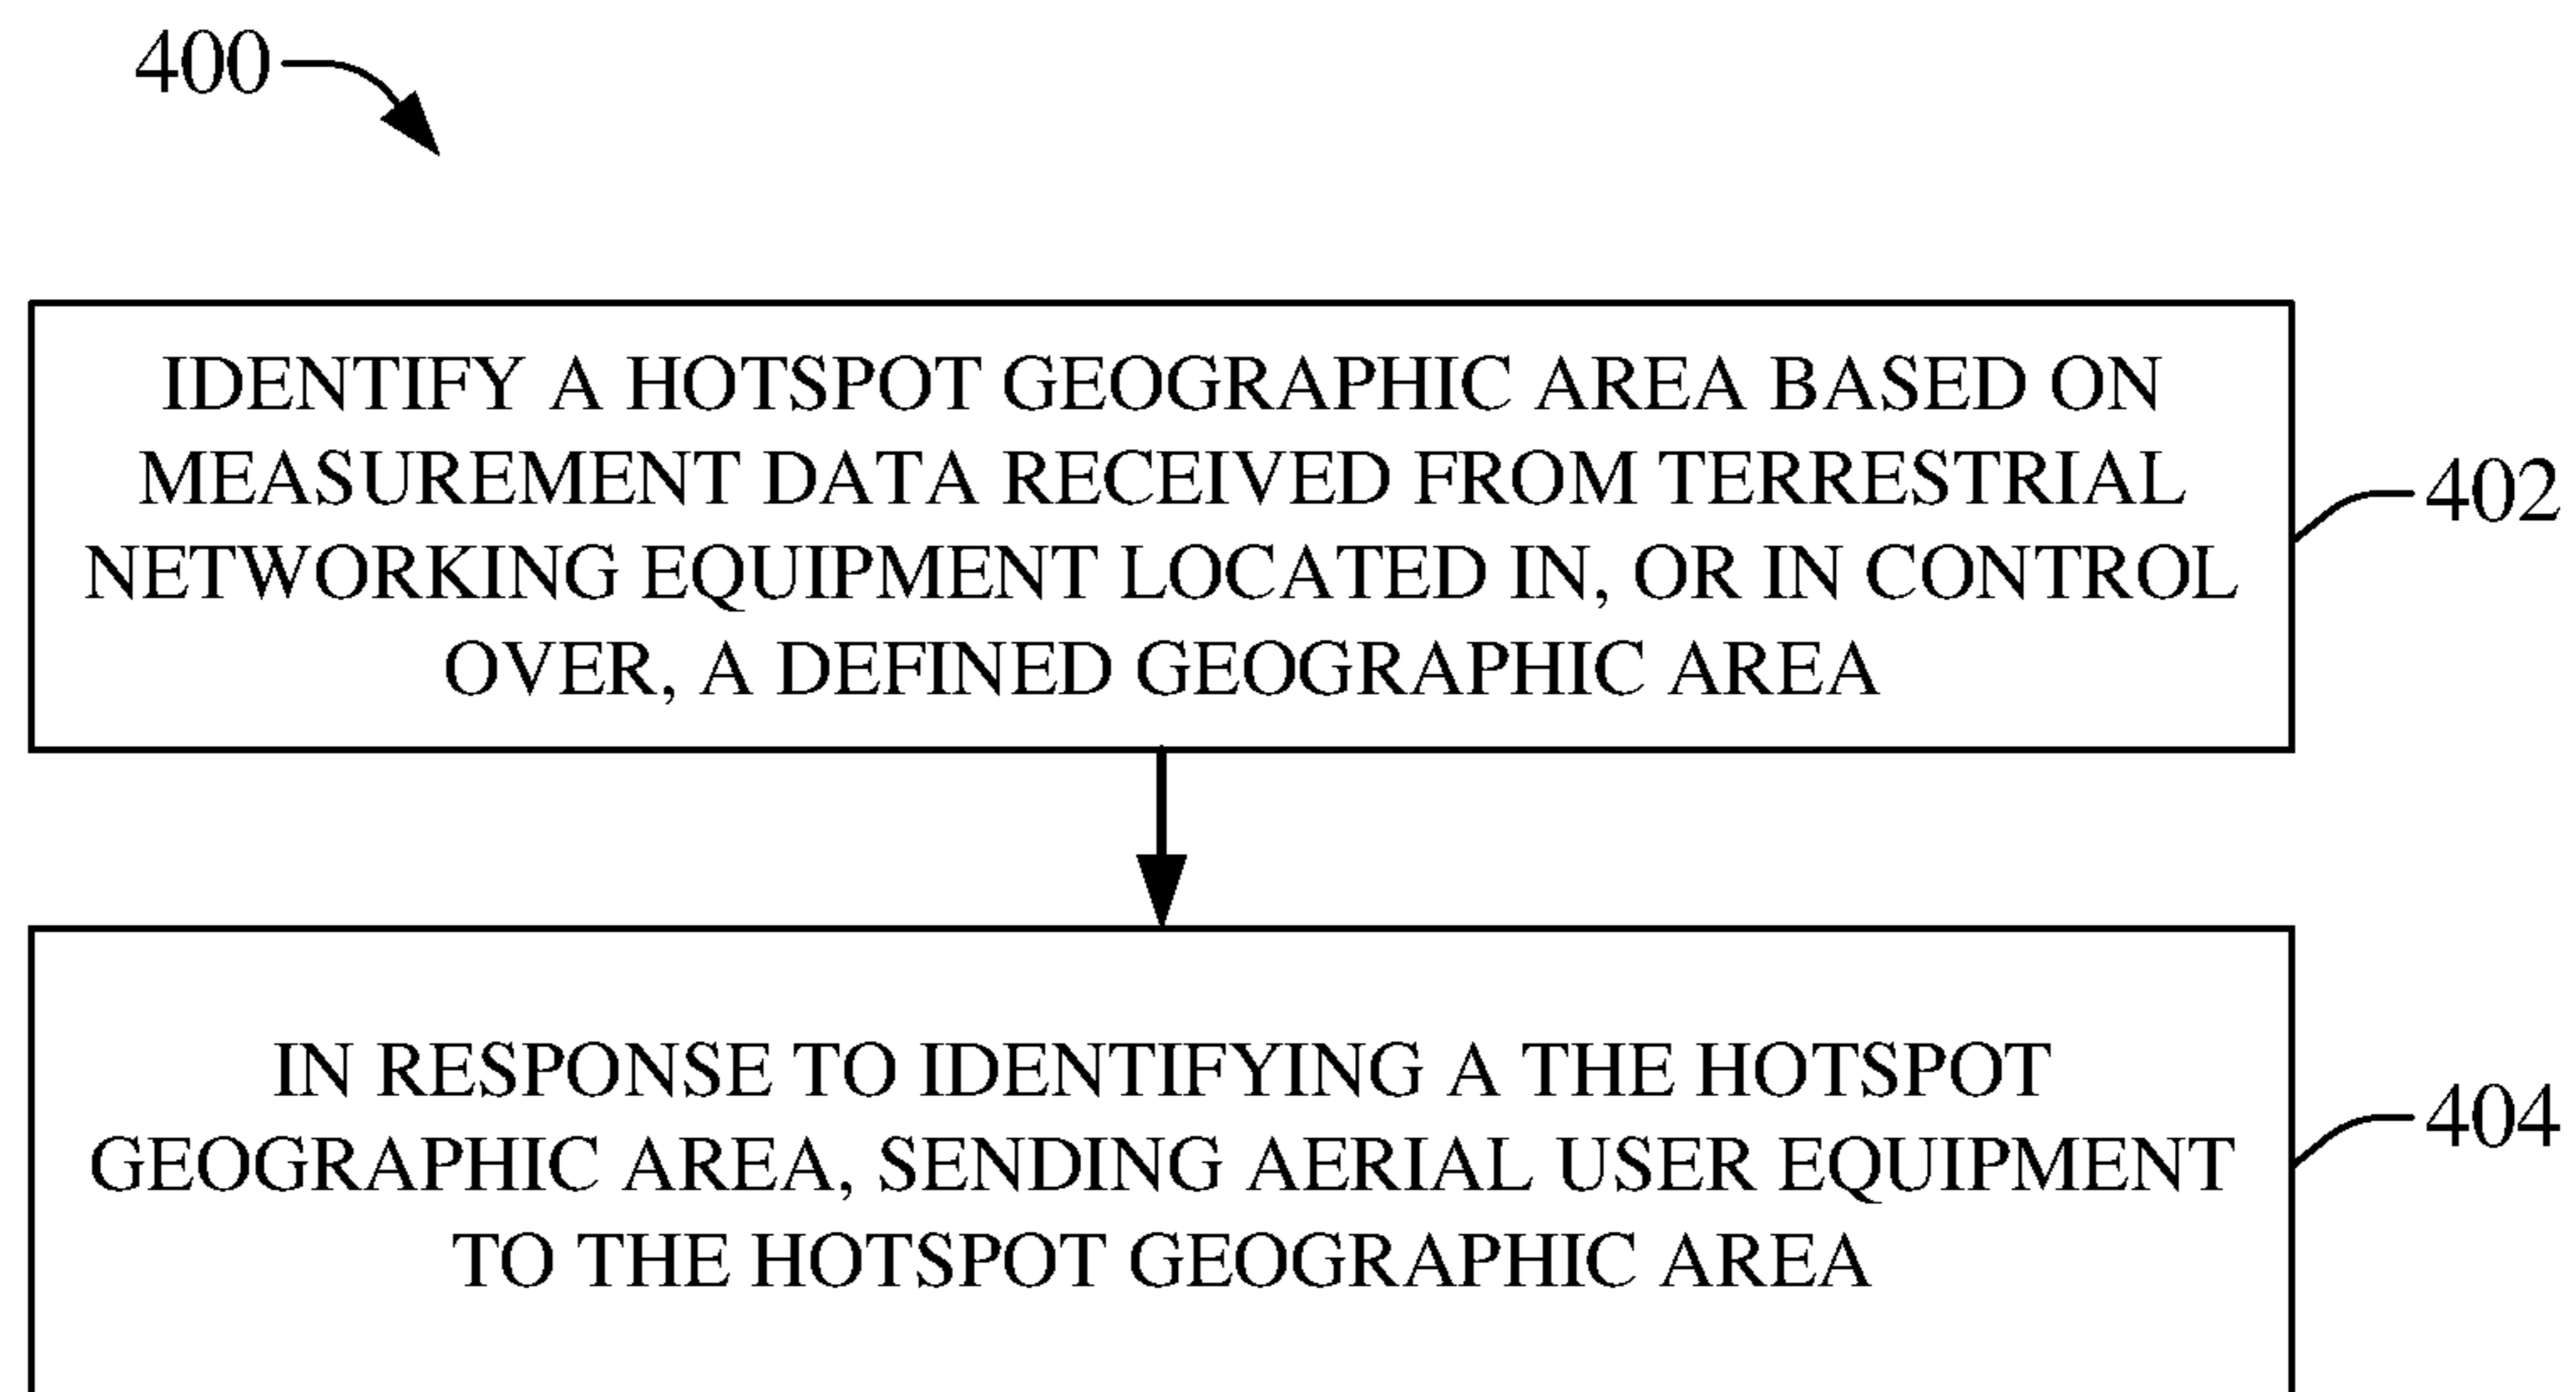 400
IDENTIFY A HOTSPOT GEOGRAPHIC AREA BASED ON
MEASUREMENT DATA RECEIVED FROM TERRESTRIAL
NETWORKING EQUIPMENT LOCATED IN, OR IN CONTROL
OVER, A DEFINED GEOGRAPHIC AREA
402
IN RESPONSE TO IDENTIFYING A THE HOTSPOT
GEOGRAPHIC AREA, SENDING AERIAL USER EQUIPMENT
TO THE HOTSPOT GEOGRAPHIC AREA
404